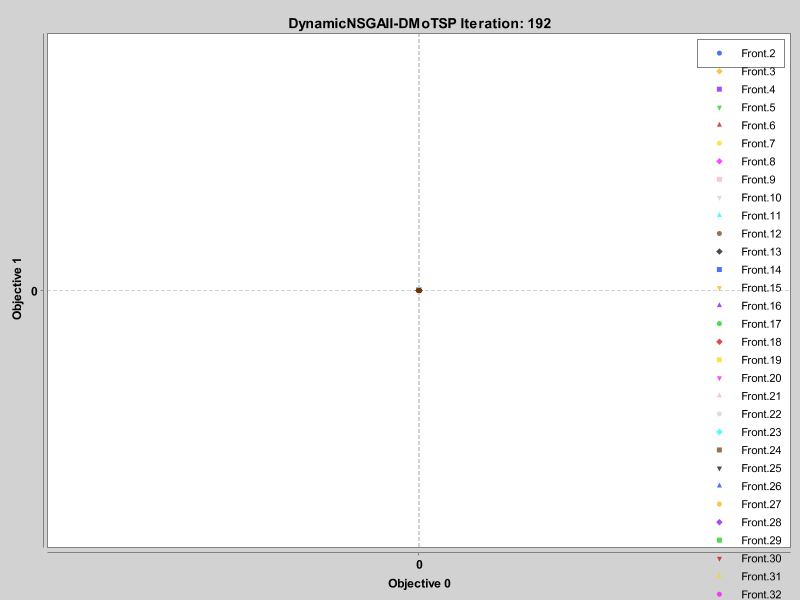 DynamicNSGAII-DMoTSP Iteration: 192
Front.2
Front.3
Front.4
Front.5
Front.6
Front.7
Front.8
Front.9
Front.10
Front.11
Front.12
Front.13
Front.14
Front.15
Front.16
Front.17
Front.18
Front.19
Front.20
Front.21
Front.22
Front.23
Front.24
Front.25
Front.26
Front.27
Front.28
Front.29
Front.30
Front.31
Front.32
Objective 1
0
0
Objective 0